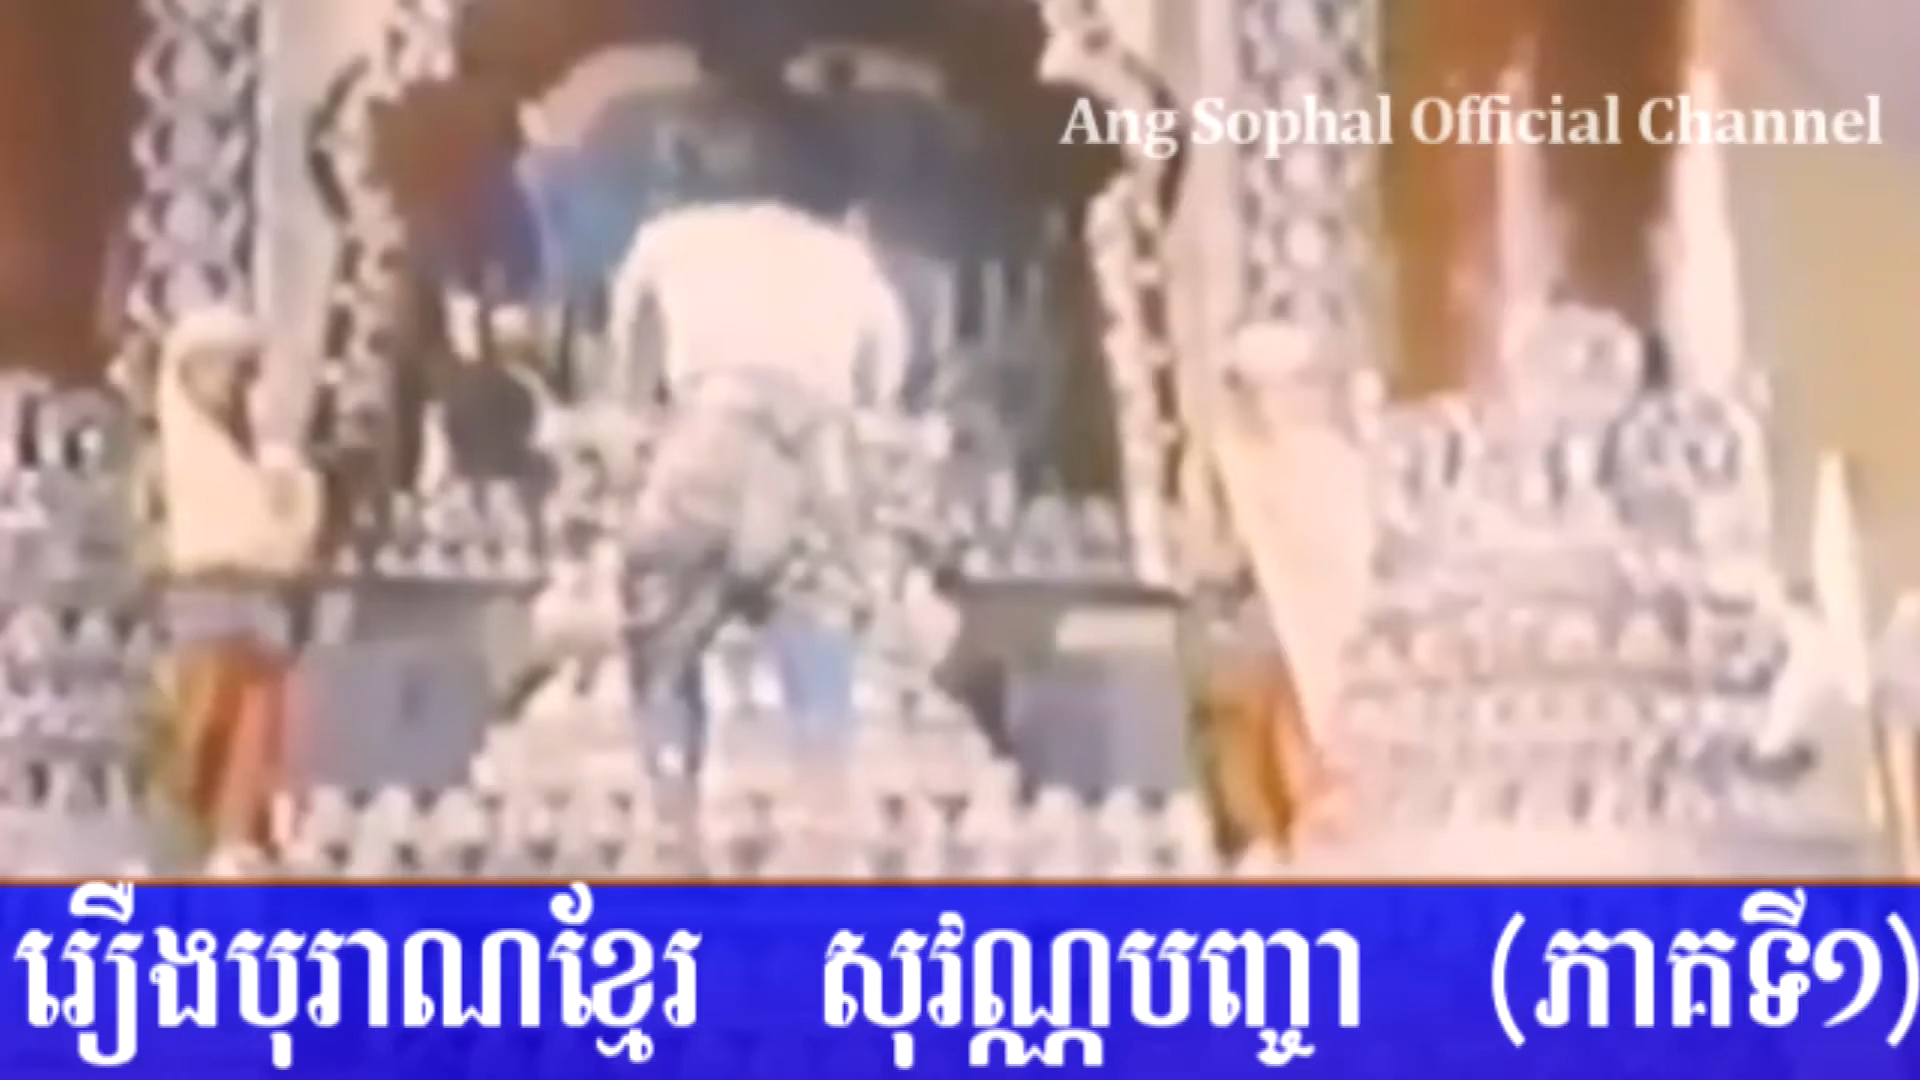 Ang Sophal Official Channel
រឿងបុរាណខ្មែរ សុវណ្ណបញ្ចា (ភាគទី១)